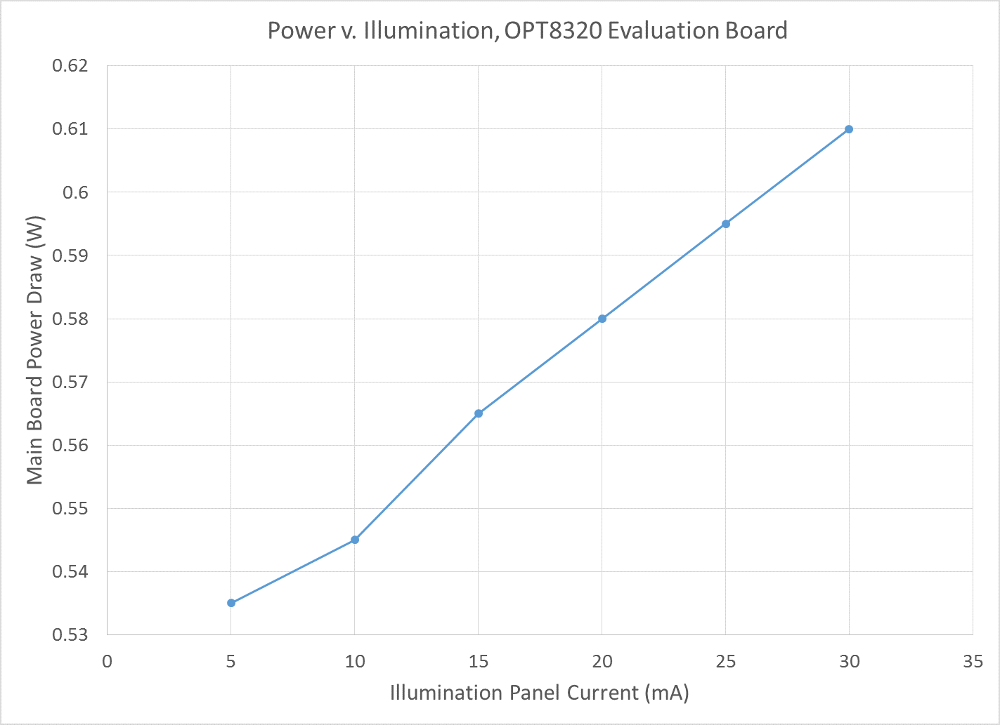 Power v. Illumination, OPT8320 Evaluation Board
0.62
0.61
0.6
0.59
0.58
0.57
0.56
0.55
0.54
0.53
Main Board Power Draw (W)
0 5 10 15 20 25 30 35
Illumination Panel Current (mA)